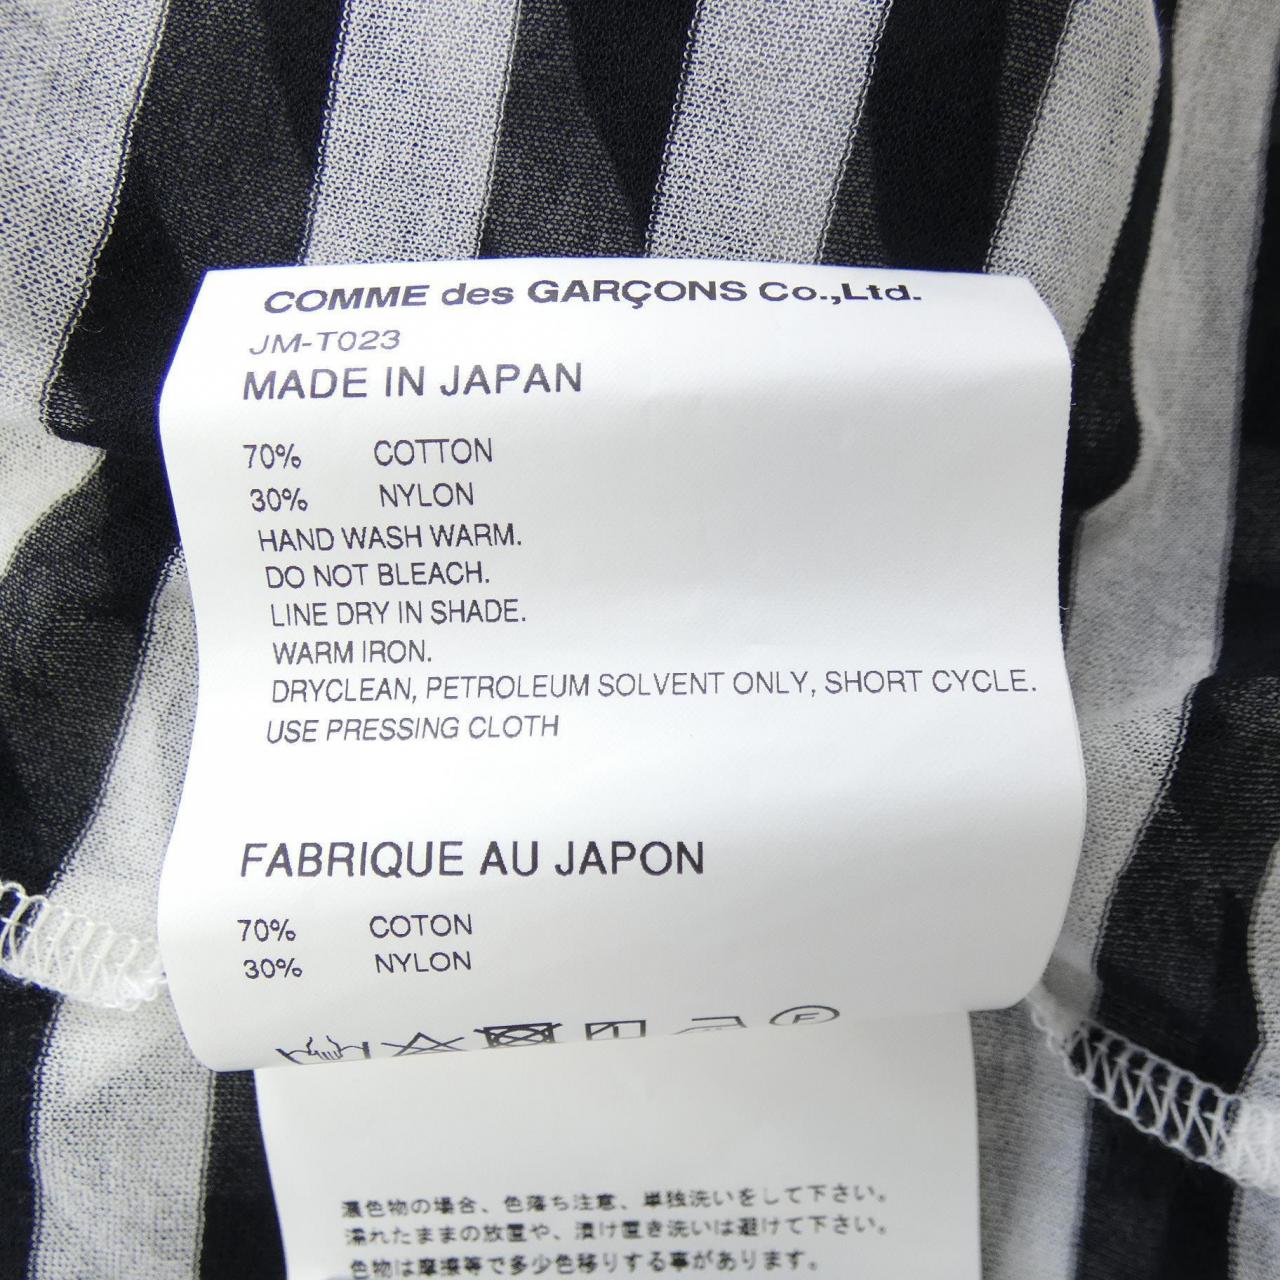 COMME des GARÇONS Co.,Ltd.
JM-T023
MADE IN JAPAN
70% COTTON
30% NYLON
HAND WASH WARM.
DO NOT BLEACH.
LINE DRY IN SHADE.
WARM IRON.
DRYCLEAN, PETROLEUM SOLVENT ONLY, SHORT CYCLE.
USE PRESSING CLOTH
FABRIQUE AU JAPON
70% COTON
30% NYLON
F
濃色物の場合、色落ち注意、単独洗いをして下さい。
濡れたままの放置や、漬け置き洗いは避けて下さい。
色物は摩擦等で多少色移りする事があります。